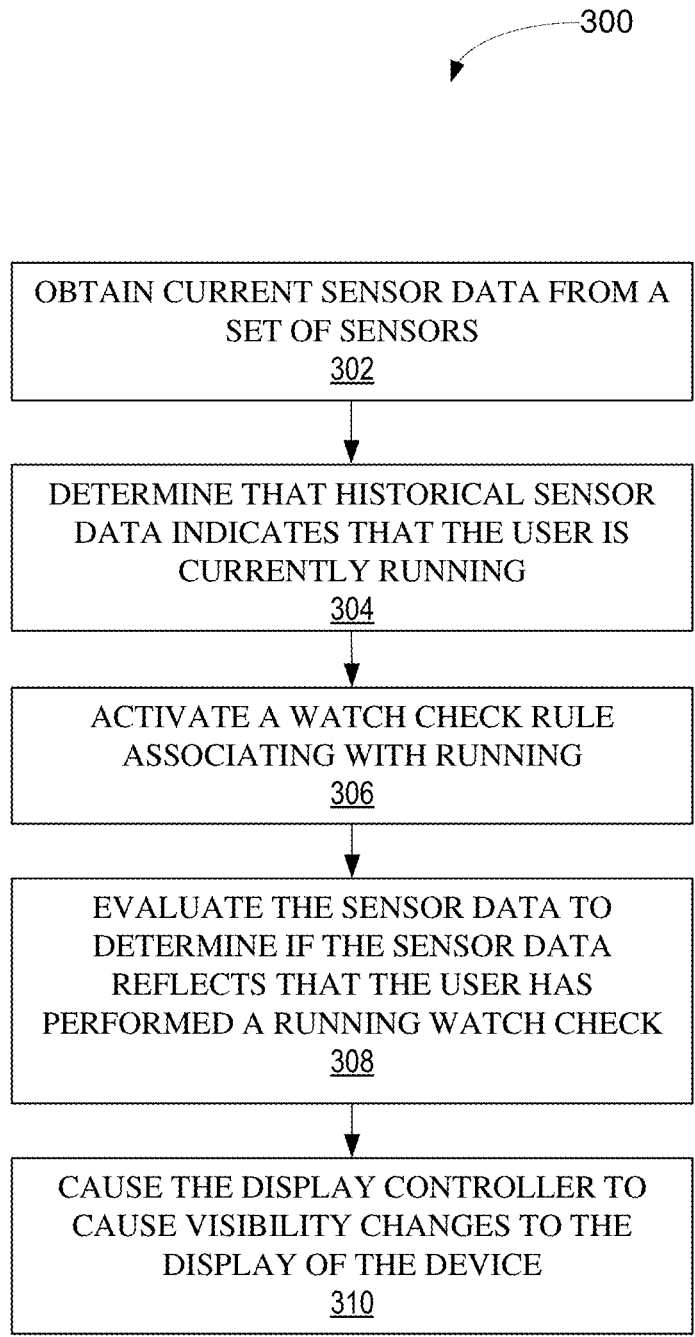 300
OBTAIN CURRENT SENSOR DATA FROM A
SET OF SENSORS
302
DETERMINE THAT HISTORICAL SENSOR
DATA INDICATES THAT THE USER IS
CURRENTLY RUNNING
304
ACTIVATE A WATCH CHECK RULE
ASSOCIATING WITH RUNNING
306
EVALUATE THE SENSOR DATA TO
DETERMINE IF THE SENSOR DATA
REFLECTS THAT THE USER HAS
PERFORMED A RUNNING WATCH CHECK
308
CAUSE THE DISPLAY CONTROLLER TO
CAUSE VISIBILITY CHANGES TO THE
DISPLAY OF THE DEVICE
310